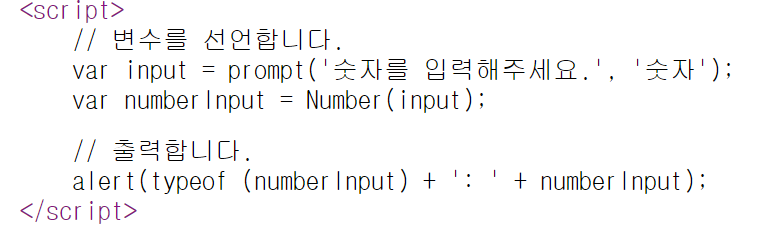 <script>
// 변수를 선언합니다.
var input = prompt('숫자를 입력해주세요.', '숫자');
var numberInput = Number(input);
// 출력합니다.
alert(typeof (numberInput) + ': ' + numberInput);
</script>